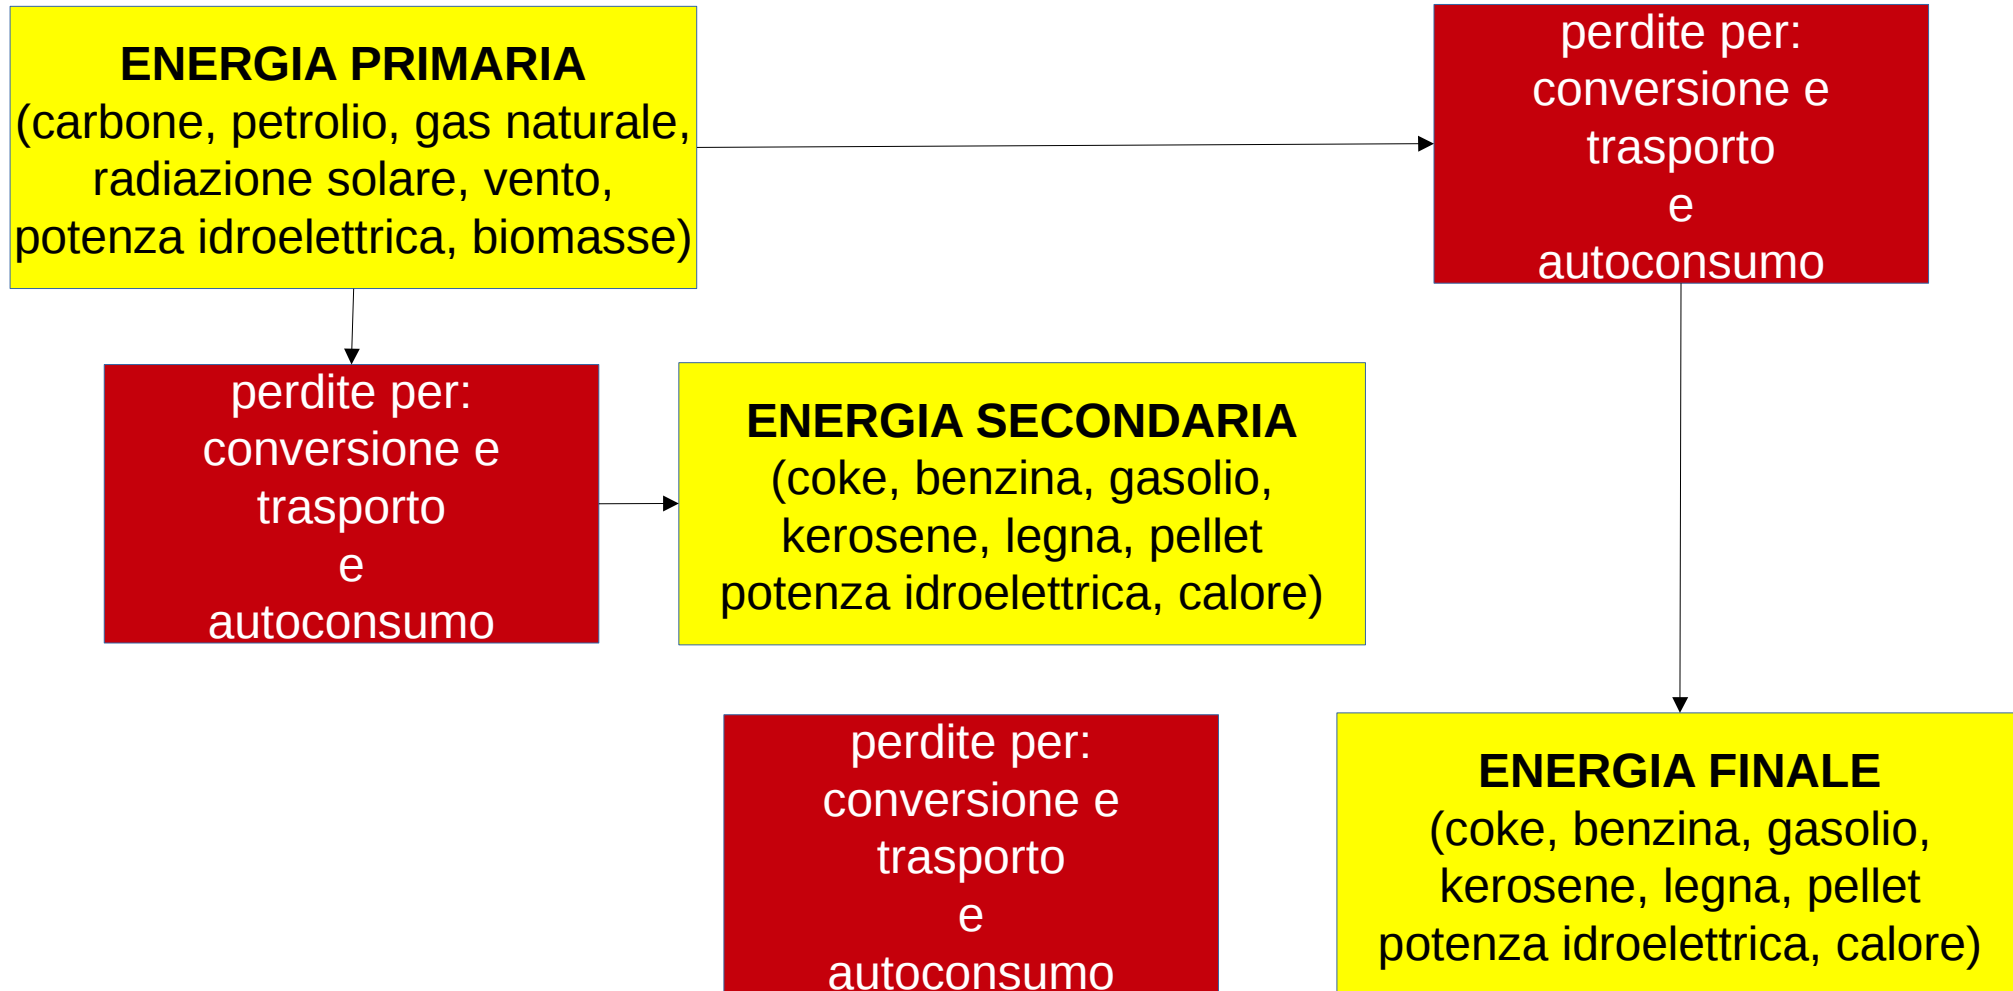 ENERGIA PRIMARIA
(carbone, petrolio, gas naturale,
radiazione solare, vento,
potenza idroelettrica, biomasse)
perdite per:
conversione e
trasporto
e
autoconsumo
perdite per:
conversione e
trasporto
e
autoconsumo
ENERGIA SECONDARIA
(coke, benzina, gasolio,
kerosene, legna, pellet
potenza idroelettrica, calore)
perdite per:
conversione e
trasporto
e
autoconsumo
ENERGIA FINALE
(coke, benzina, gasolio,
kerosene, legna, pellet
potenza idroelettrica, calore)